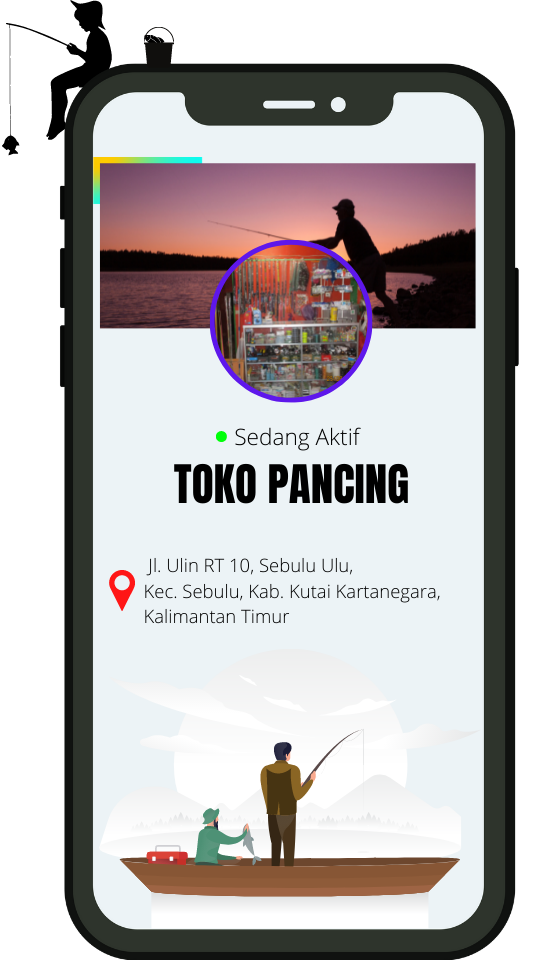 Sedang Aktif
TOKO PANCING
Jl. Ulin RT 10, Sebulu Ulu,
Kec. Sebulu, Kab. Kutai Kartanegara,
Kalimantan Timur